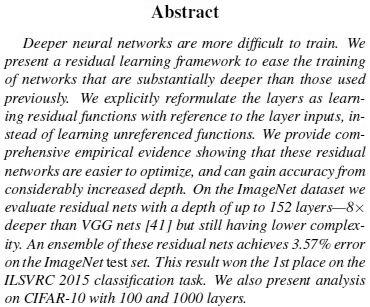 Abstract
Deeper neural networks are more difficult to train. We
present a residual learning framework to ease the training
of networks that are substantially deeper than those used
previously. We explicitly reformulate the layers as learn-
ing residual functions with reference to the layer inputs, in-
stead of learning unreferenced functions. We provide com-
prehensive empirical evidence showing that these residual
networks are easier to optimize, and can gain accuracy from
considerably increased depth. On the ImageNet dataset we
evaluate residual nets with a depth of up to 152 layers—8×
deeper than VGG nets [41] but still having lower complex-
ity. An ensemble of these residual nets achieves 3.57% error
on the ImageNet test set. This result won the 1st place on the
ILSVRC 2015 classification task. We also present analysis
on CIFAR-10 with 100 and 1000 layers.